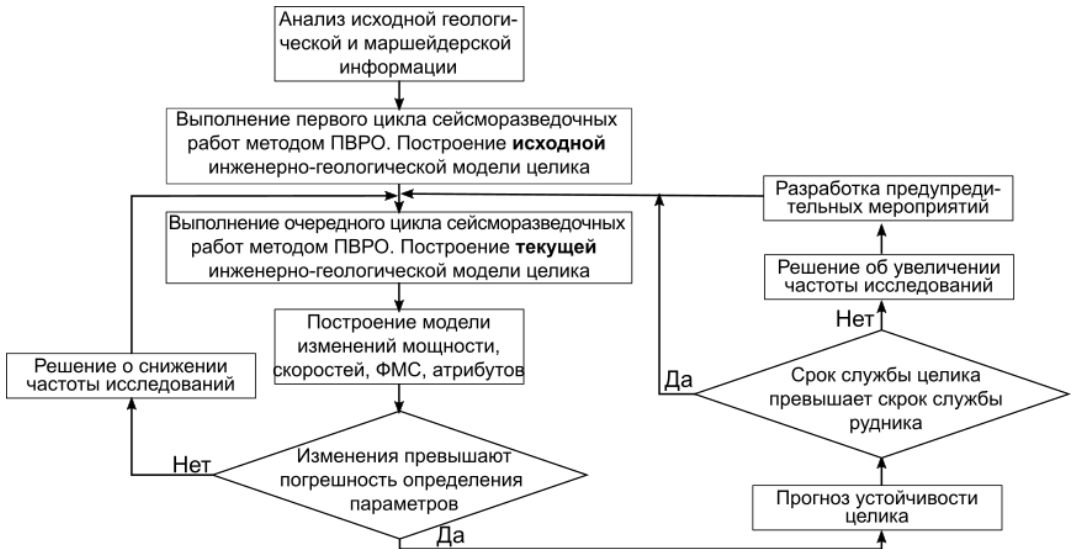 Анализ исходной геологи-
ческой и маршейдерской
информации
Выполнение первого цикла сейсморазведочных
работ методом ПВРО. Построение исходной
инженерно-геологической модели целика
Разработка предупреди-
тельных мероприятий
Выполнение очередного цикла сейсморазведочных
работ методом ПВРО. Построение текущей
инженерно-геологической модели целика
Решение об увеличении
частоты исследований
Нет
Построение модели
изменений мощности,
скоростей, ФМС, атрибутов
Решение о снижении
частоты исследований
Да
Срок службы целика
превышает скрок службы
рудника
Нет
Изменения превышают
погрешность определения
параметров
Прогноз устойчивости
целика
Да